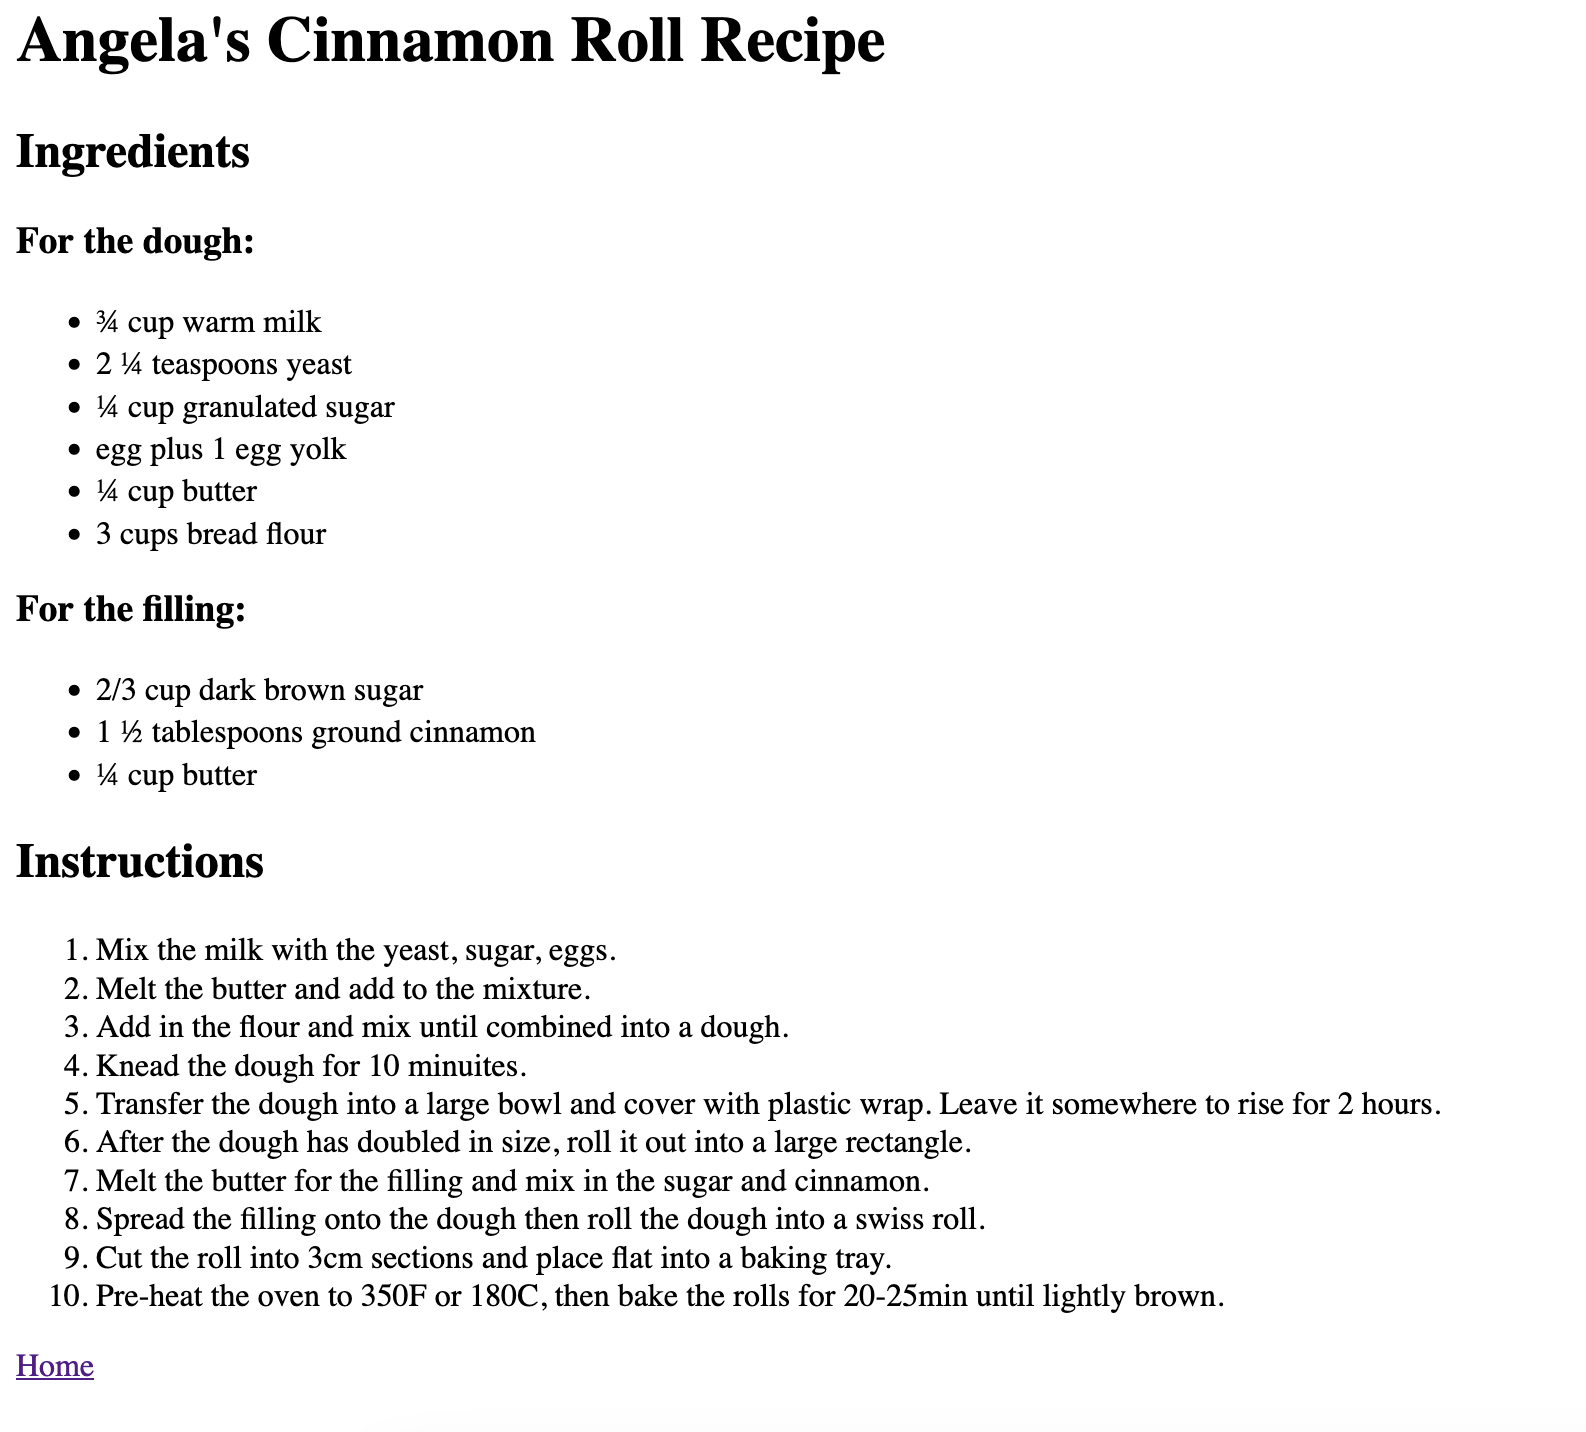 Angela's Cinnamon Roll Recipe
Ingredients
For the dough:
• ¾ cup warm milk
• 2 ¼ teaspoons yeast
• ¼ cup granulated sugar
• egg plus 1 egg yolk
• ¼ cup butter
• 3 cups bread flour
For the filling:
• 2/3 cup dark brown sugar
• 1 ½ tablespoons ground cinnamon
• ¼ cup butter
Instructions
1. Mix the milk with the yeast, sugar, eggs.
2. Melt the butter and add to the mixture.
3. Add in the flour and mix until combined into a dough.
4. Knead the dough for 10 minuites.
5. Transfer the dough into a large bowl and cover with plastic wrap. Leave it somewhere to rise for 2 hours.
6. After the dough has doubled in size, roll it out into a large rectangle.
7. Melt the butter for the filling and mix in the sugar and cinnamon.
8. Spread the filling onto the dough then roll the dough into a swiss roll.
9. Cut the roll into 3cm sections and place flat into a baking tray.
10. Pre-heat the oven to 350F or 180C, then bake the rolls for 20-25min until lightly brown.
Home